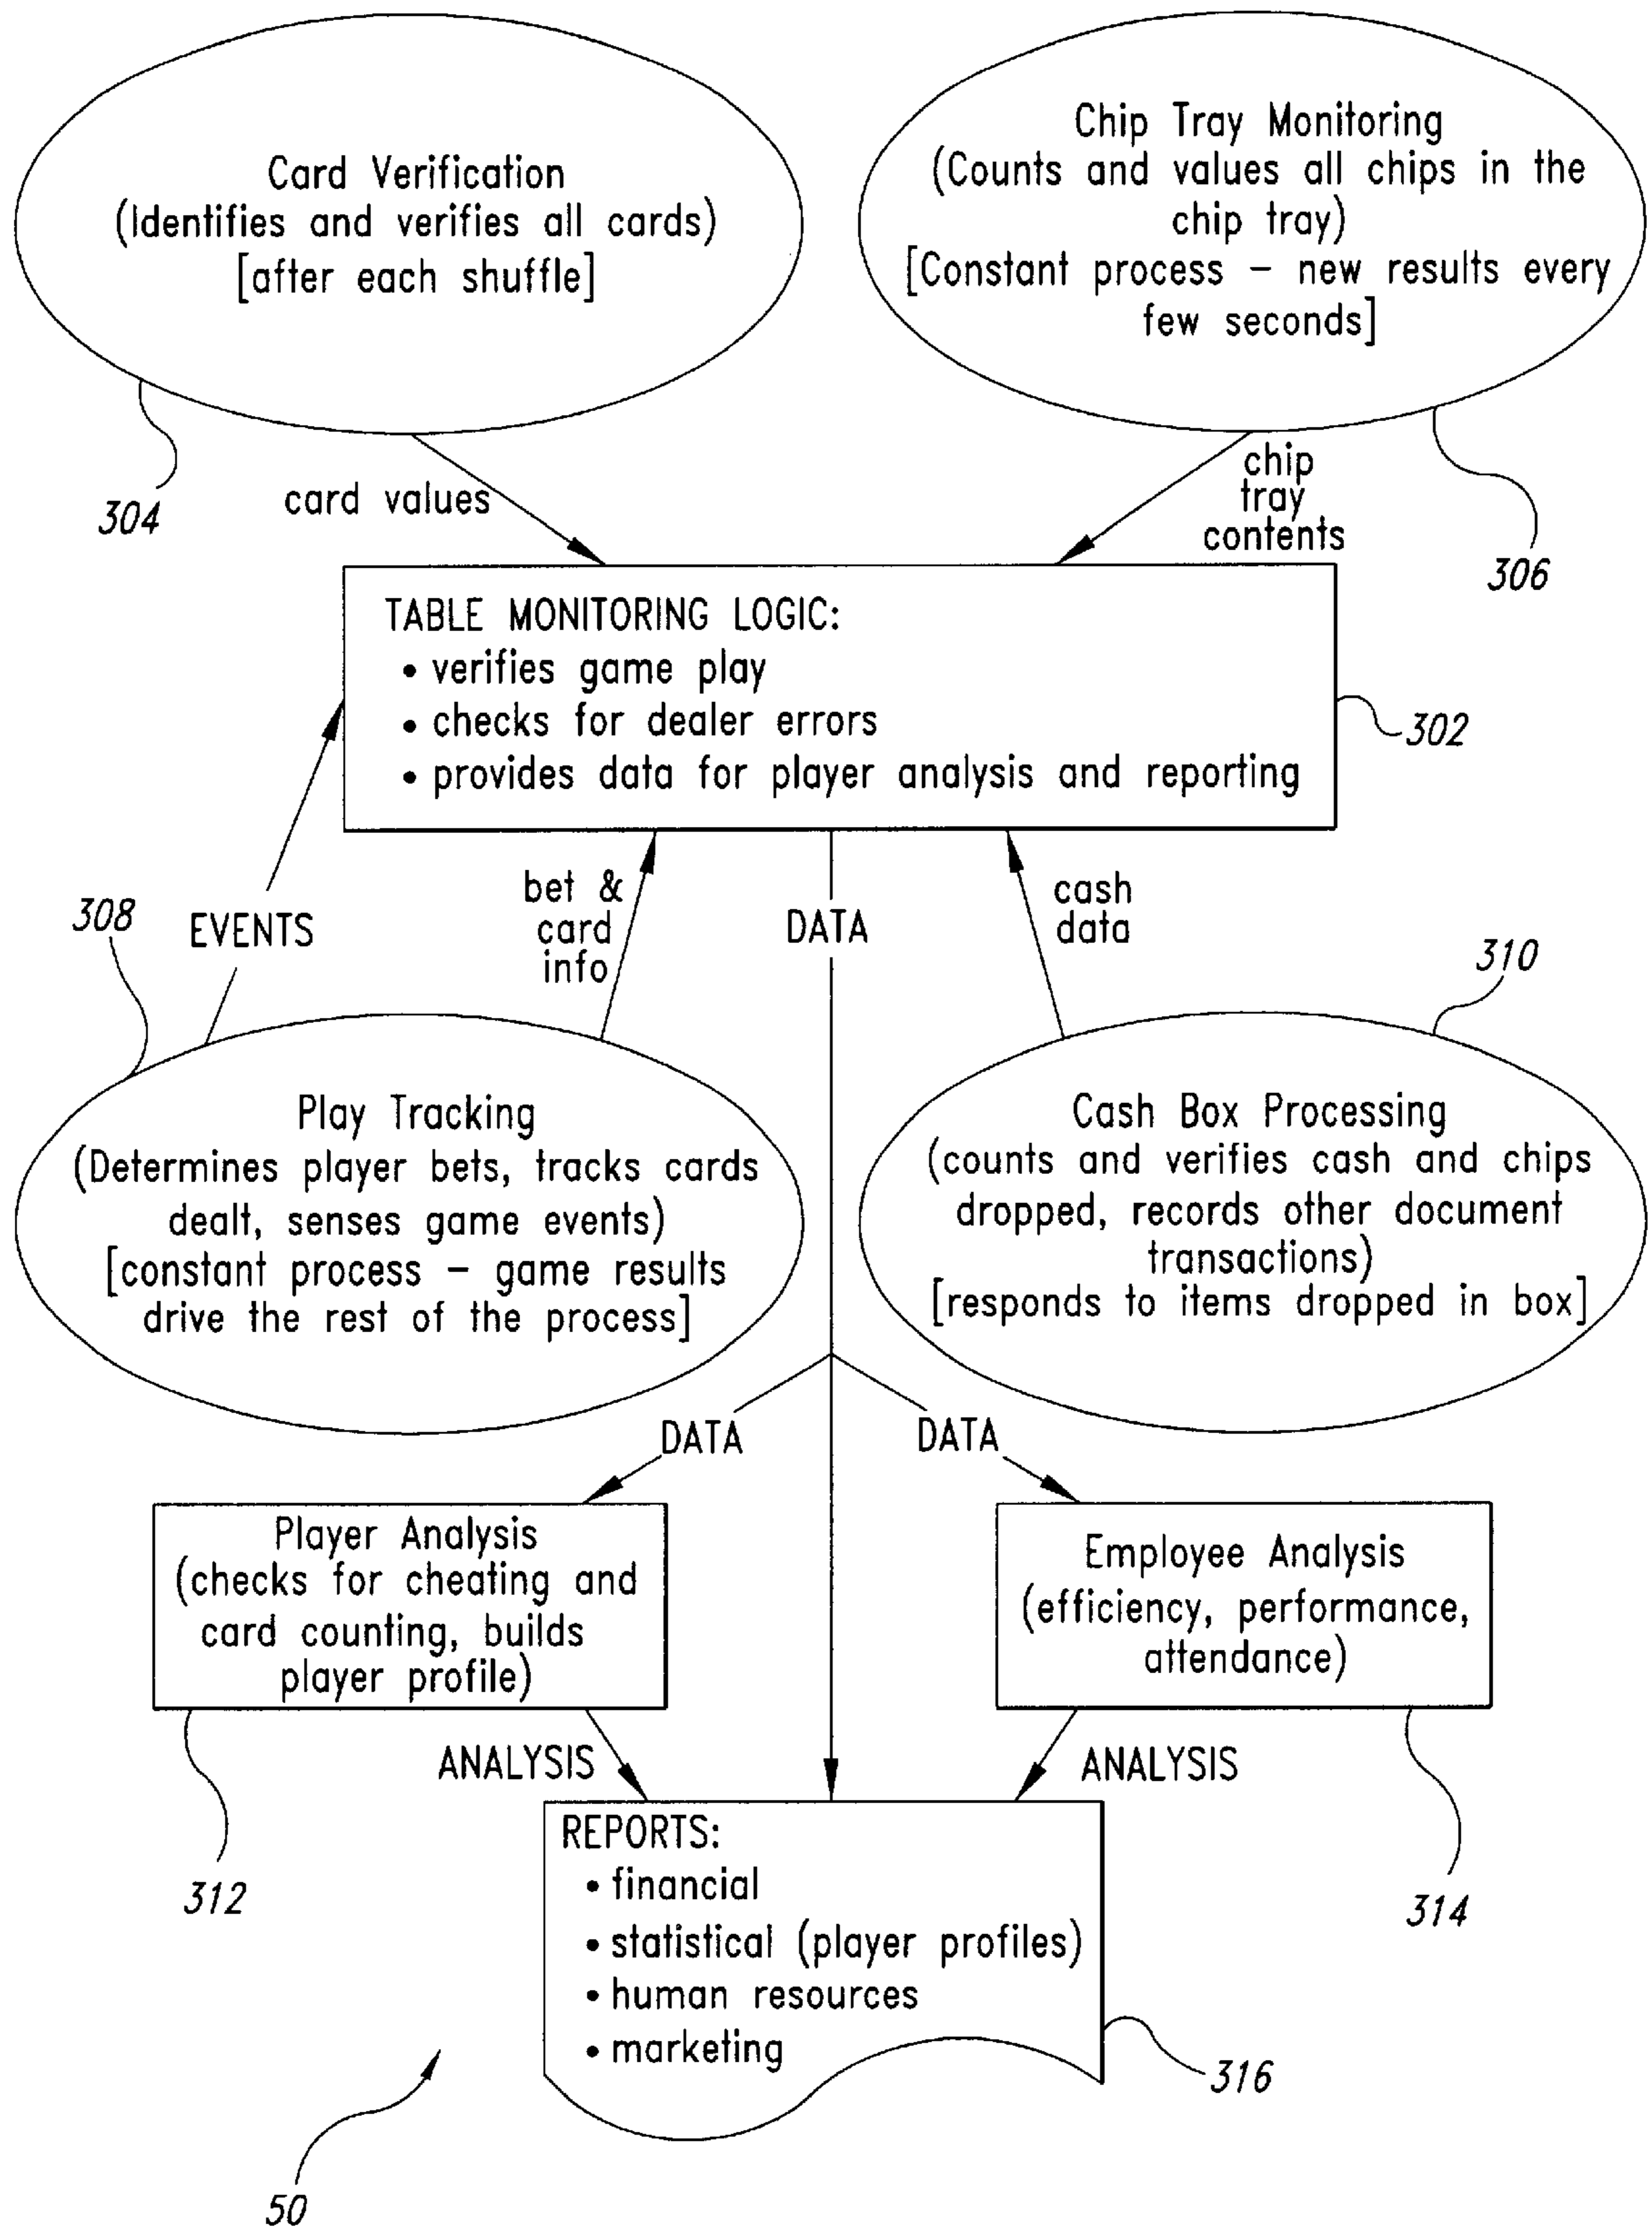 Card Verification
(Identifies and verifies all cards)
[after each shuffle]
Chip Tray Monitoring
(Counts and values all chips in the
chip tray)
[Constant process – new results every
few seconds]
304
card values
chip
tray
contents
306
TABLE MONITORING LOGIC:
• verifies game play
• checks for dealer errors
• provides data for player analysis and reporting
302
308
EVENTS
bet &
card
info
DATA
cash
data
310
Play Tracking
(Determines player bets, tracks cards
dealt, senses game events)
[constant process – game results
drive the rest of the process]
Cash Box Processing
(counts and verifies cash and chips
dropped, records other document
transactions)
[responds to items dropped in box]
DATA
DATA
Player Analysis
(checks for cheating and
card counting, builds
player profile)
Employee Analysis
(efficiency, performance,
attendance)
ANALYSIS
ANALYSIS
312
314
REPORTS:
• financial
• statistical (player profiles)
• human resources
• marketing
316
50